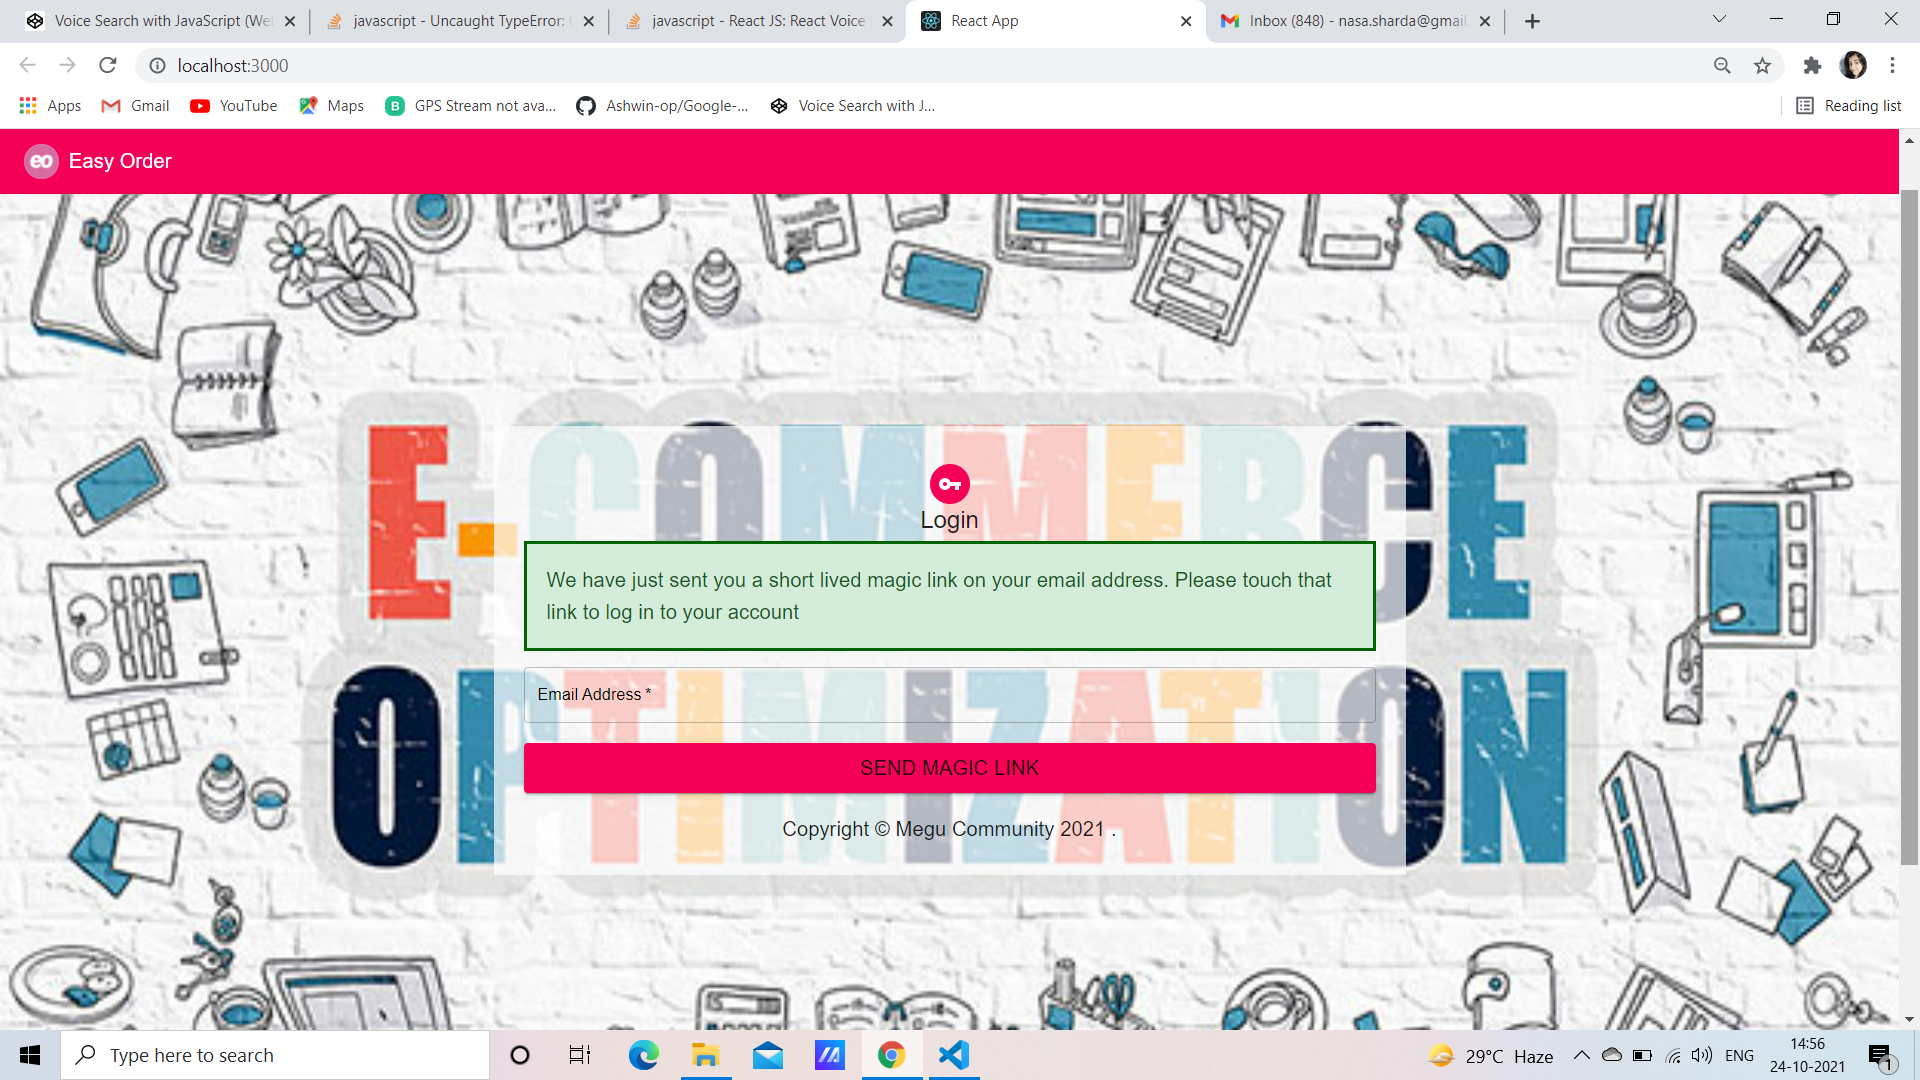 Voice Search with JavaScript (We
javascript - Uncaught TypeError:
javascript - React JS: React Voice
React App
Inbox (848) - nasa.sharda@gmail
localhost:3000
Apps
Gmail
YouTube
Maps
GPS Stream not ava...
Ashwin-op/Google-...
Voice Search with J...
Reading list
eo Easy Order
E-COMMERCE
OPTIMIZATION
Login
We have just sent you a short lived magic link on your email address. Please touch that
link to log in to your account
Email Address *
SEND MAGIC LINK
Copyright © Megu Community 2021 .
Type here to search
29°C Haze
ENG
14:56
24-10-2021
1